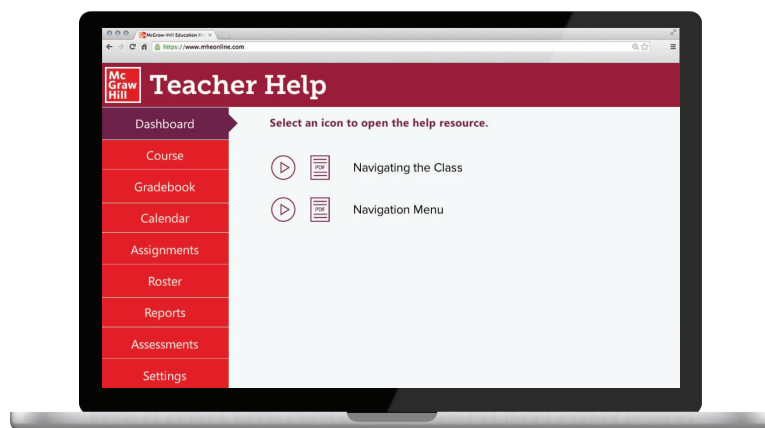 McGraw-Hill Education Pr
https://www.mheonline.com
Mc
Graw
Hill
Teacher Help
Dashboard
Course
Gradebook
Calendar
Assignments
Roster
Reports
Assessments
Settings
Select an icon to open the help resource.
PDF
Navigating the Class
PDF
Navigation Menu